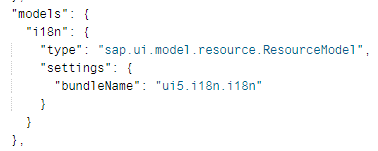 "models": {
"i18n": {
"type": "sap.ui.model.resource.ResourceModel",
"settings": {
"bundleName": "ui5.i18n.i18n"
}
}
},